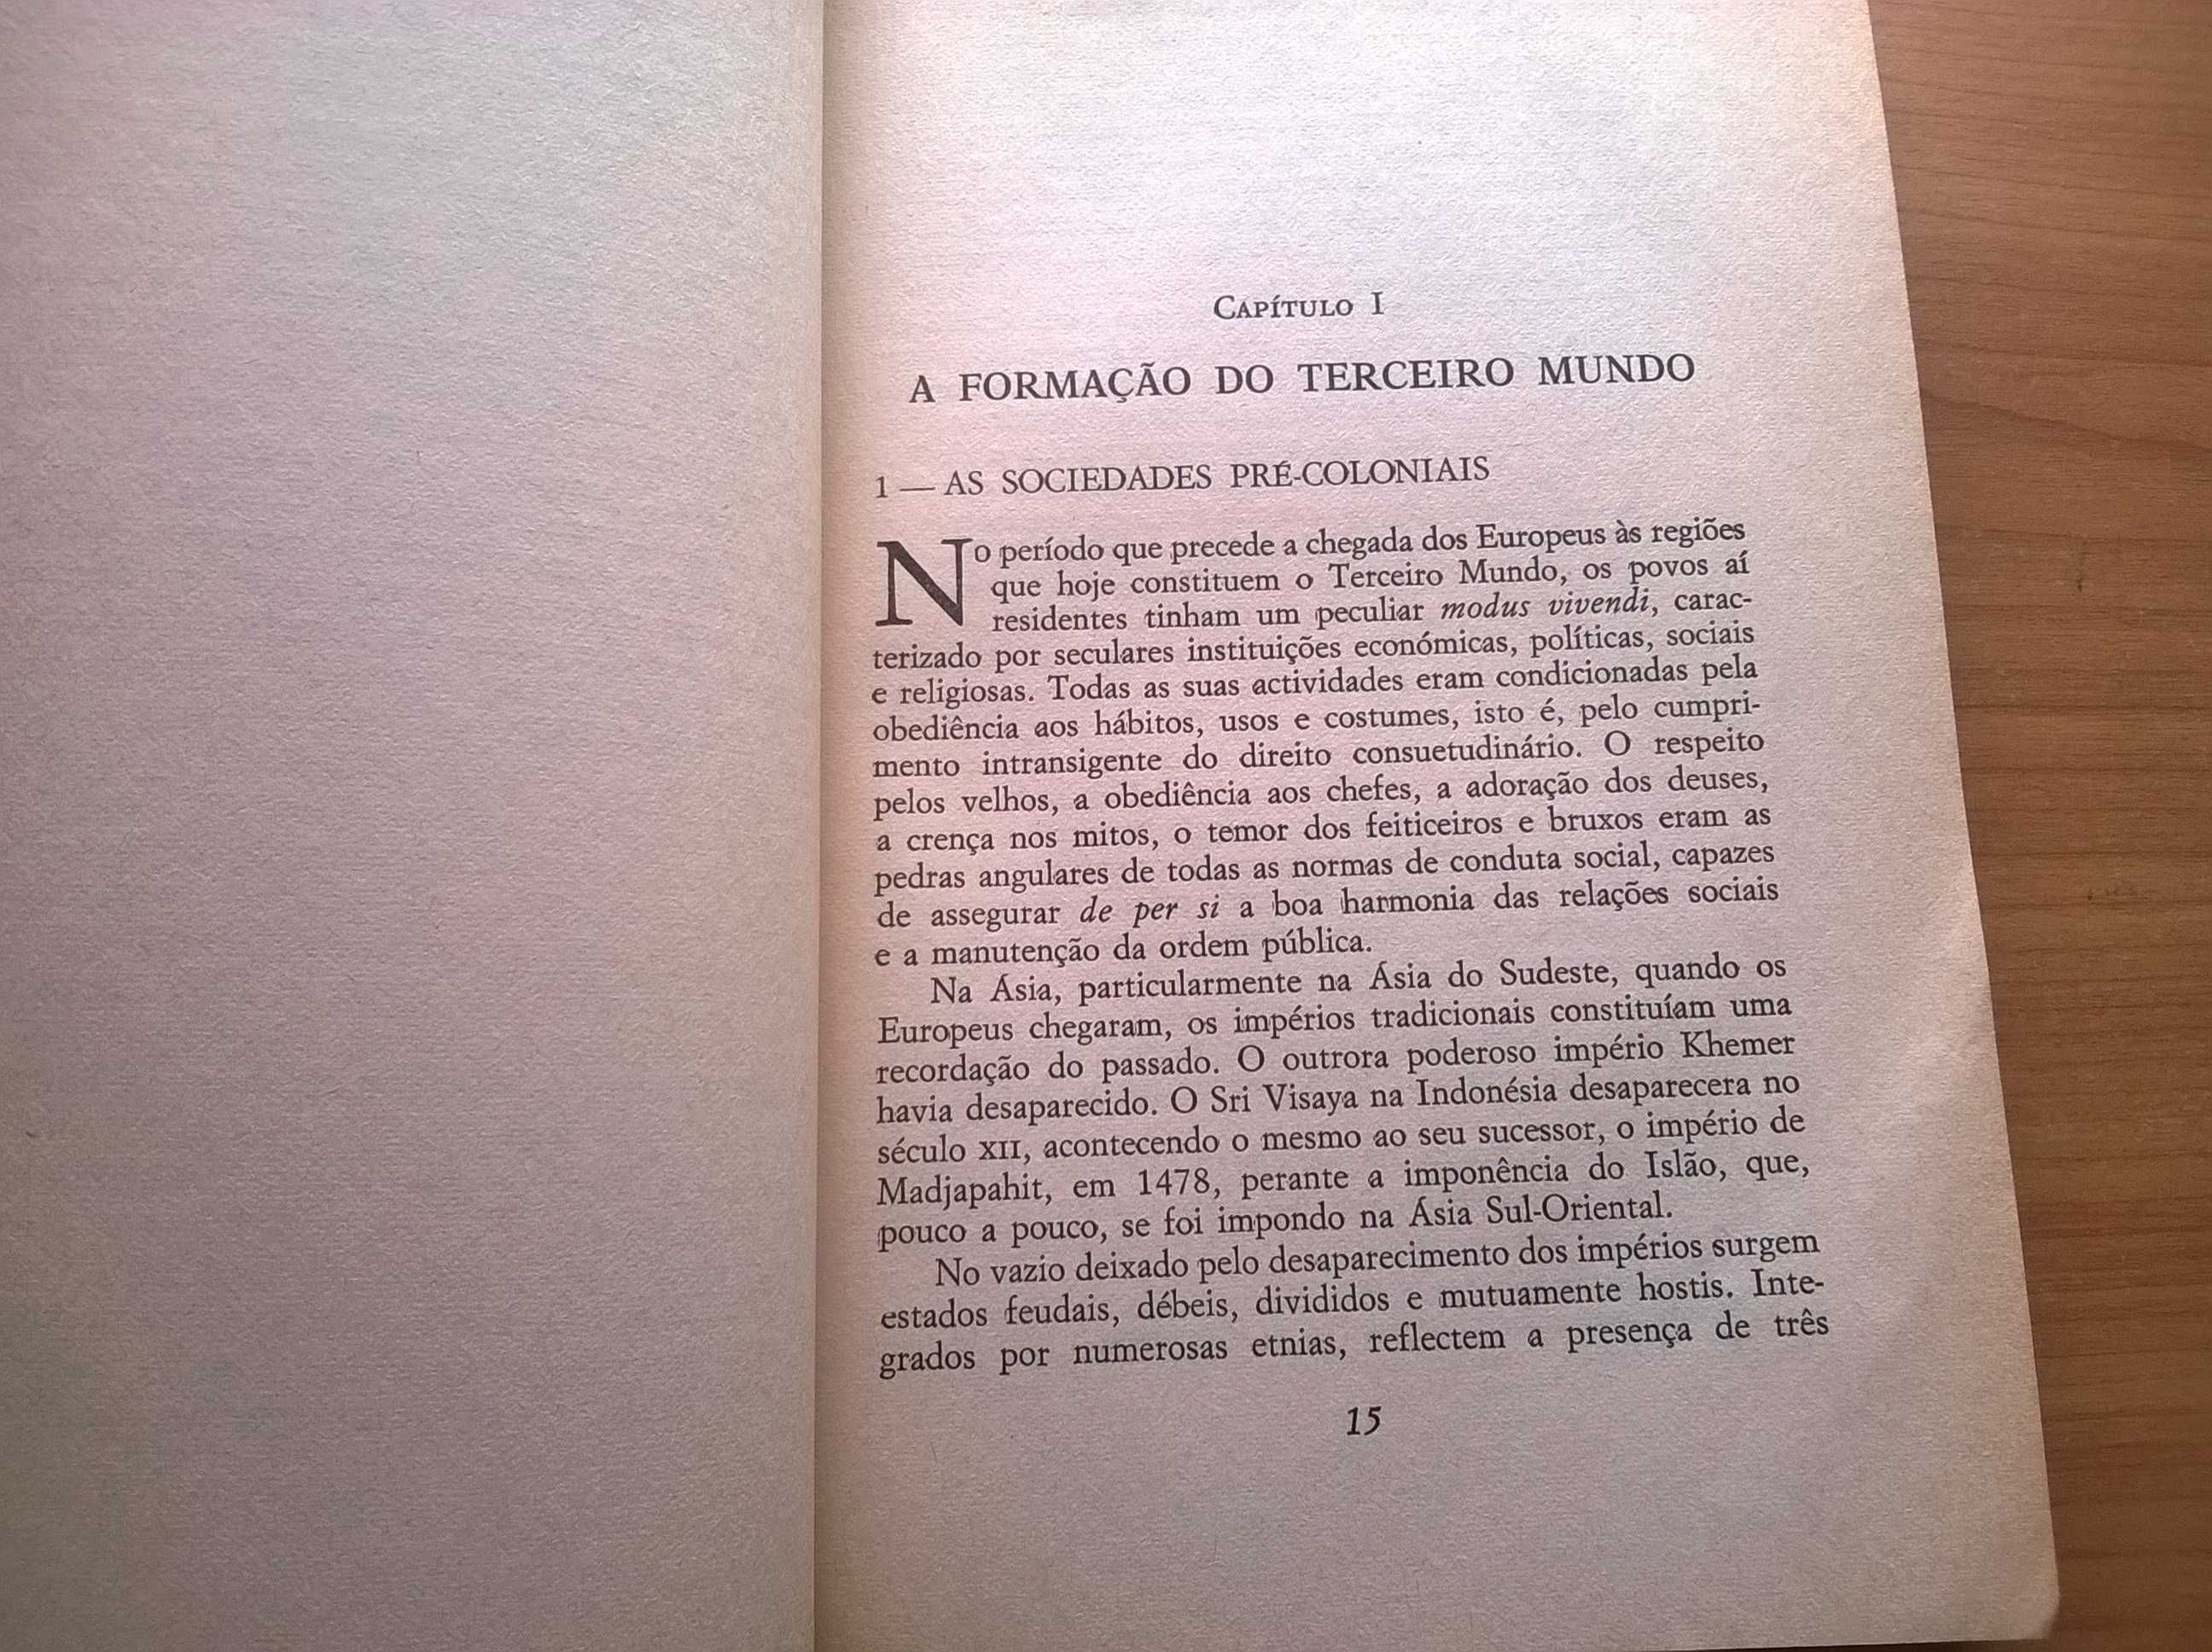 Capítulo I
A FORMAÇÃO DO TERCEIRO MUNDO
1 — AS SOCIEDADES PRÉ-COLONIAIS
No período que precede a chegada dos Europeus às regiões
que hoje constituem o Terceiro Mundo, os povos aí
residentes tinham um peculiar modus vivendi, carac-
terizado por seculares instituições económicas, políticas, sociais
e religiosas. Todas as suas actividades eram condicionadas pela
obediência aos hábitos, usos e costumes, isto é, pelo cumpri-
mento intransigente do direito consuetudinário. O respeito
pelos velhos, a obediência aos chefes, a adoração dos deuses,
a crença nos mitos, o temor dos feiticeiros e bruxos eram as
pedras angulares de todas as normas de conduta social, capazes
de assegurar de per si a boa harmonia das relações sociais
e a manutenção da ordem pública.
Na Ásia, particularmente na Ásia do Sudeste, quando os
Europeus chegaram, os impérios tradicionais constituíam uma
recordação do passado. O outrora poderoso império Khemer
havia desaparecido. O Sri Visaya na Indonésia desaparecera no
século XII, acontecendo o mesmo ao seu sucessor, o império de
Madjapahit, em 1478, perante a imponência do Islão, que,
pouco a pouco, se foi impondo na Ásia Sul-Oriental.
No vazio deixado pelo desaparecimento dos impérios surgem
estados feudais, débeis, divididos e mutuamente hostis. Inte-
grados por numerosas etnias, reflectem a presença de três
15